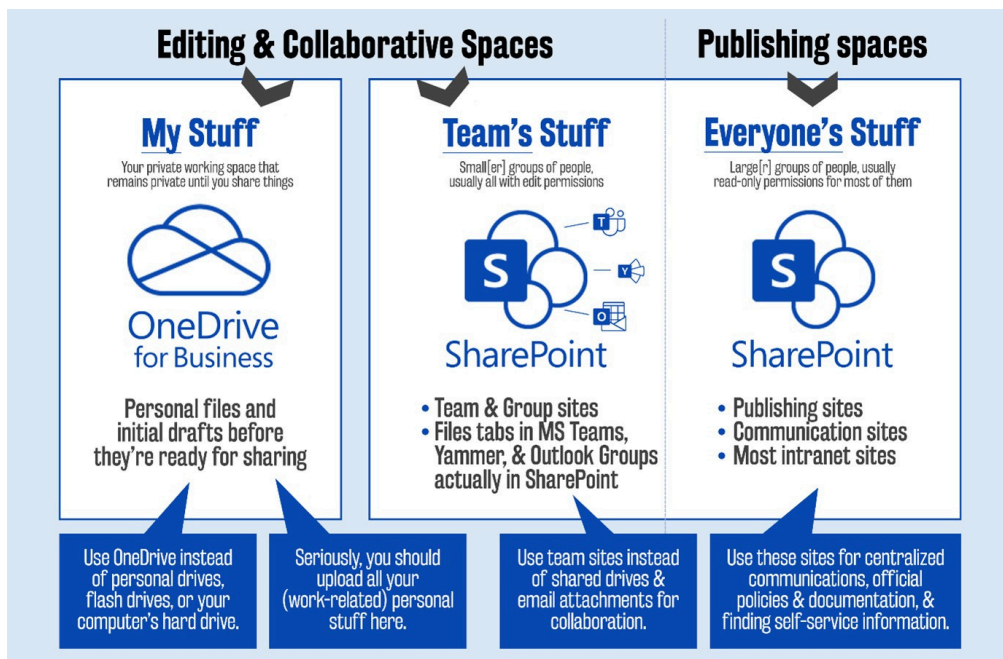 Editing & Collaborative Spaces
Publishing spaces
My Stuff
Your private working space that
remains private until you share things
OneDrive
for Business
Personal files and
initial drafts before
they're ready for sharing
Use OneDrive instead
of personal drives,
flash drives, or your
computer's hard drive.
Seriously, you should
upload all your
(work-related) personal
stuff here.
Team's Stuff
Small[er] groups of people,
usually all with edit permissions
S
T
Y
O
SharePoint
• Team & Group sites
• Files tabs in MS Teams,
Yammer, & Outlook Groups
actually in SharePoint
Use team sites instead
of shared drives &
email attachments for
collaboration.
Everyone's Stuff
Large[r] groups of people, usually
read-only permissions for most of them
S
SharePoint
• Publishing sites
• Communication sites
• Most intranet sites
Use these sites for centralized
communications, official
policies & documentation, &
finding self-service information.